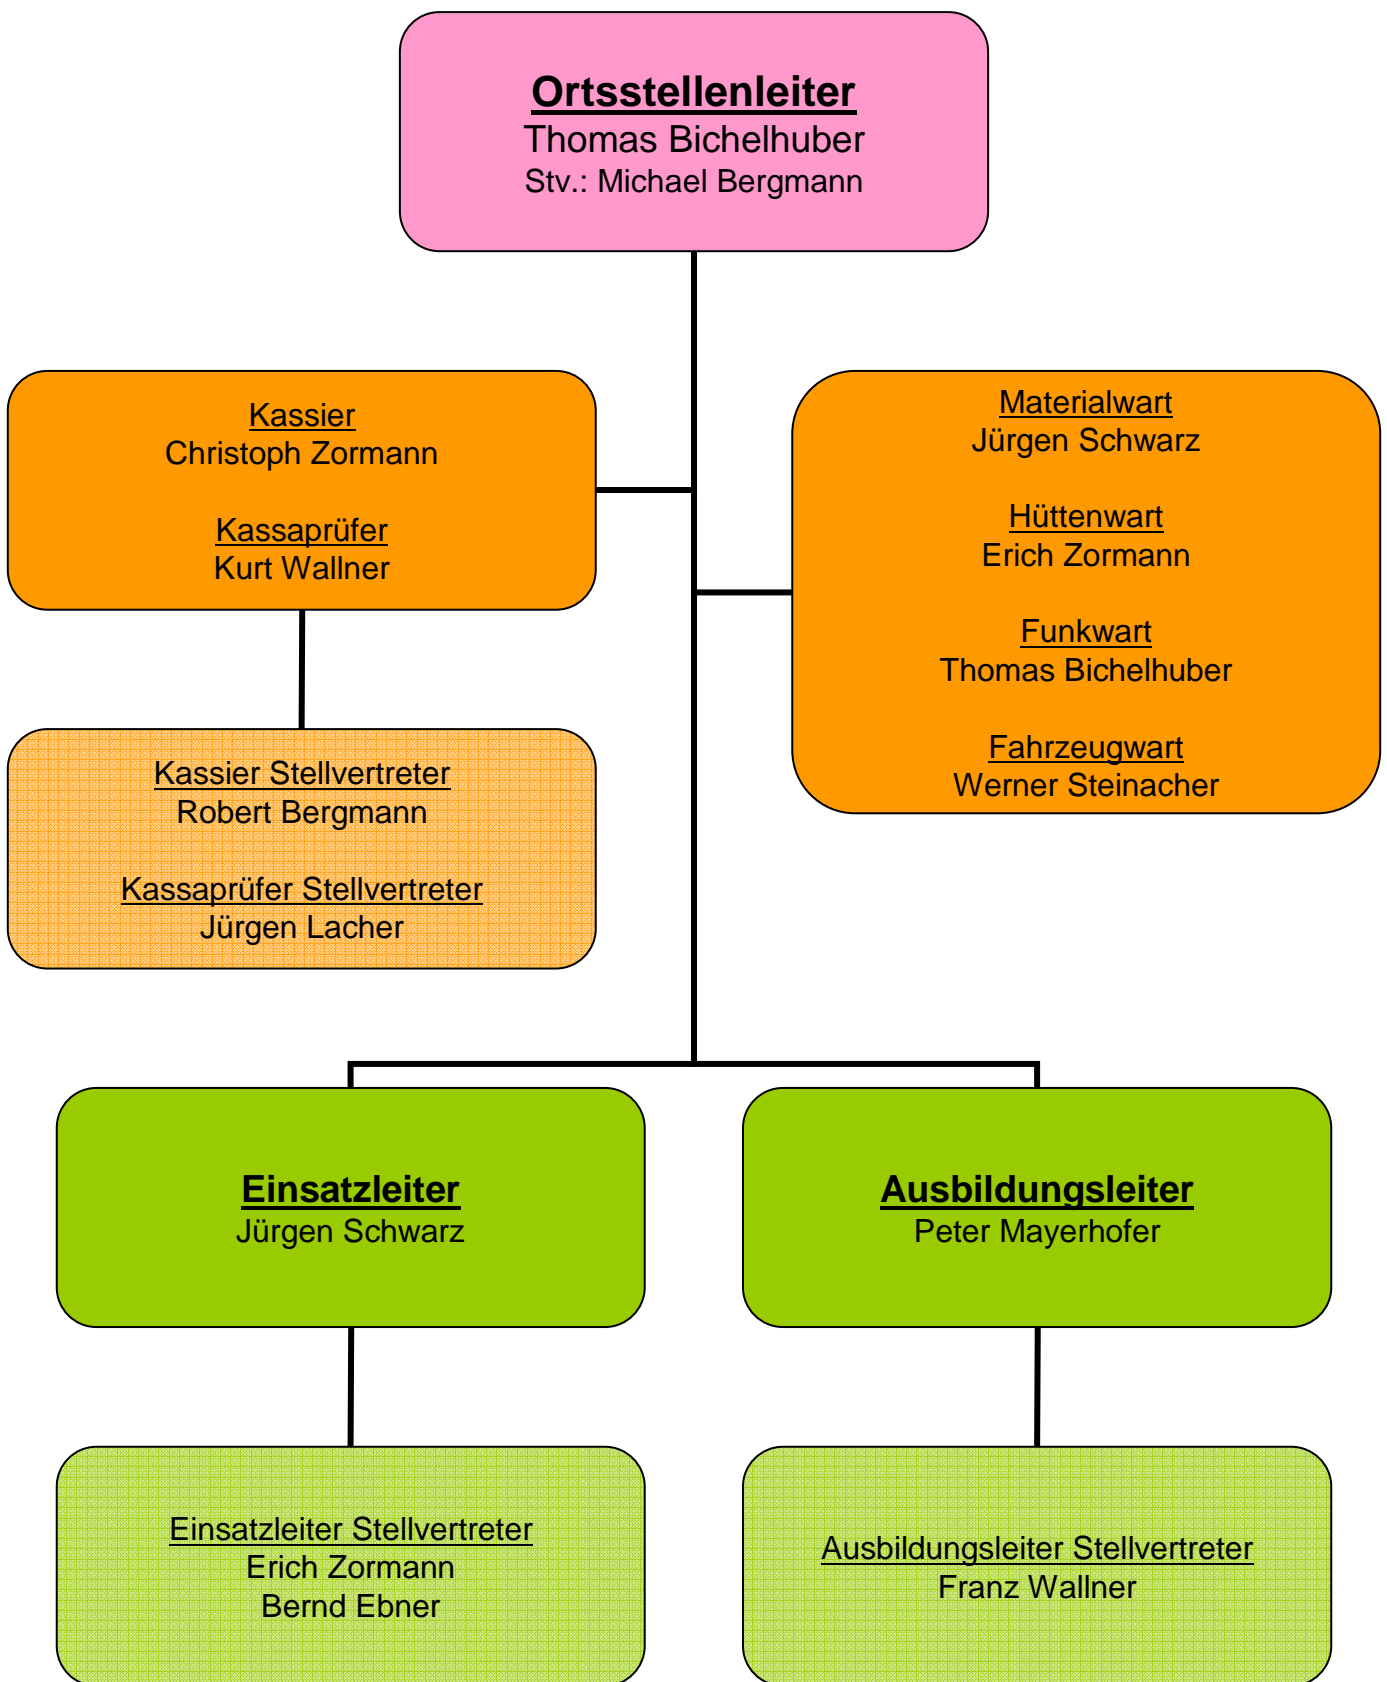 Ortsstellenleiter
Thomas Bichelhuber
Stv.: Michael Bergmann
Kassier
Christoph Zormann
Kassaprüfer
Kurt Wallner
Materialwart
Jürgen Schwarz
Hüttenwart
Erich Zormann
Funkwart
Thomas Bichelhuber
Fahrzeugwart
Werner Steinacher
Kassier Stellvertreter
Robert Bergmann
Kassaprüfer Stellvertreter
Jürgen Lacher
Einsatzleiter
Jürgen Schwarz
Ausbildungsleiter
Peter Mayerhofer
Einsatzleiter Stellvertreter
Erich Zormann
Bernd Ebner
Ausbildungsleiter Stellvertreter
Franz Wallner